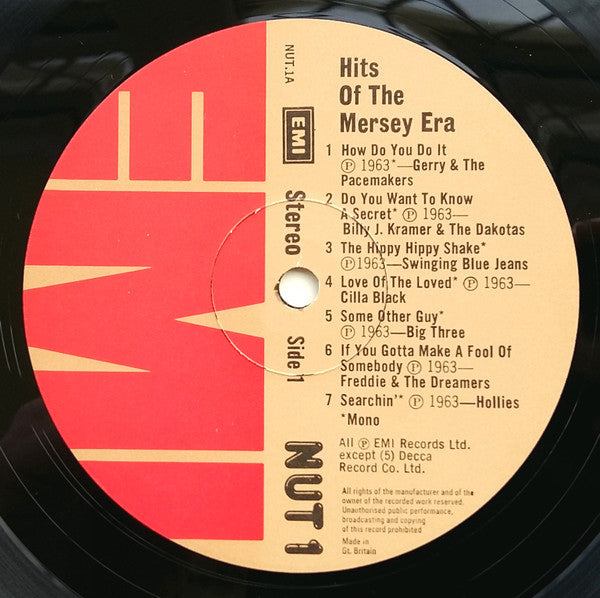 NUT.1A
EMI
Stereo
Side 1
NUT 1
Hits
Of The
Mersey Era
1 How Do You Do It
Ⓟ 1963*—Gerry & The
Pacemakers
2 Do You Want To Know
A Secret* Ⓟ 1963—
Billy J. Kramer & The Dakotas
3 The Hippy Hippy Shake*
Ⓟ1963—Swinging Blue Jeans
4 Love Of The Loved* Ⓟ 1963—
Cilla Black
5 Some Other Guy*
Ⓟ 1963—Big Three
6 If You Gotta Make A Fool Of
Somebody Ⓟ 1963—
Freddie & The Dreamers
7 Searchin'* Ⓟ 1963—Hollies
*Mono
All Ⓟ EMI Records Ltd.
except (5) Decca
Record Co. Ltd.
All rights of the manufacturer and of the
owner of the recorded work reserved.
Unauthorised public performance,
broadcasting and copying
of this record prohibited
Made in
Gt. Britain